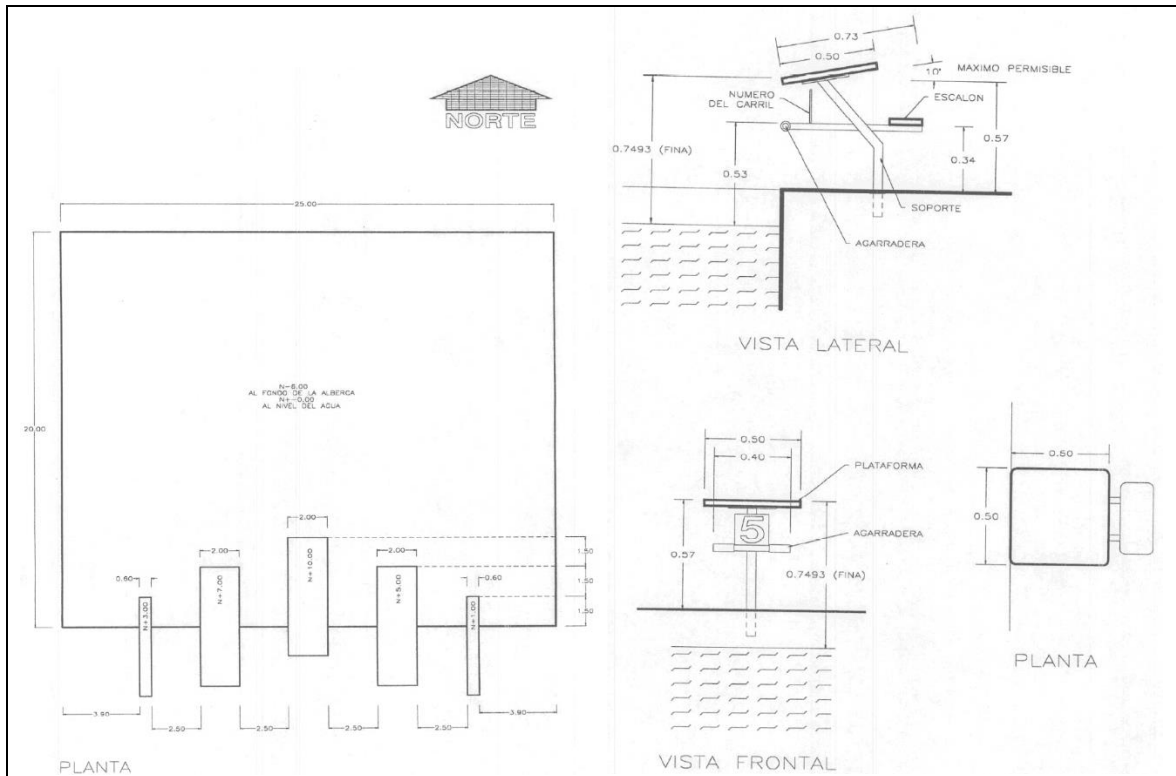 NORTE
25.00
20.00
N-6.00
AL FONDO DE LA ALBERCA
N+-0.00
AL NIVEL DEL AGUA
2.00
2.00
2.00
0.60
0.60
N+3.00
N+7.00
N+10.00
N+5.00
N+1.00
1.50
1.50
1.50
3.90
2.50
2.50
2.50
2.50
3.90
PLANTA
0.73
0.50
10°
MAXIMO PERMISIBLE
NUMERO
DEL CARRIL
ESCALON
0.7493 (FINA)
0.53
0.57
0.34
SOPORTE
AGARRADERA
VISTA LATERAL
0.50
0.40
PLATAFORMA
5
AGARRADERA
0.57
0.7493 (FINA)
VISTA FRONTAL
0.60
0.50
PLANTA